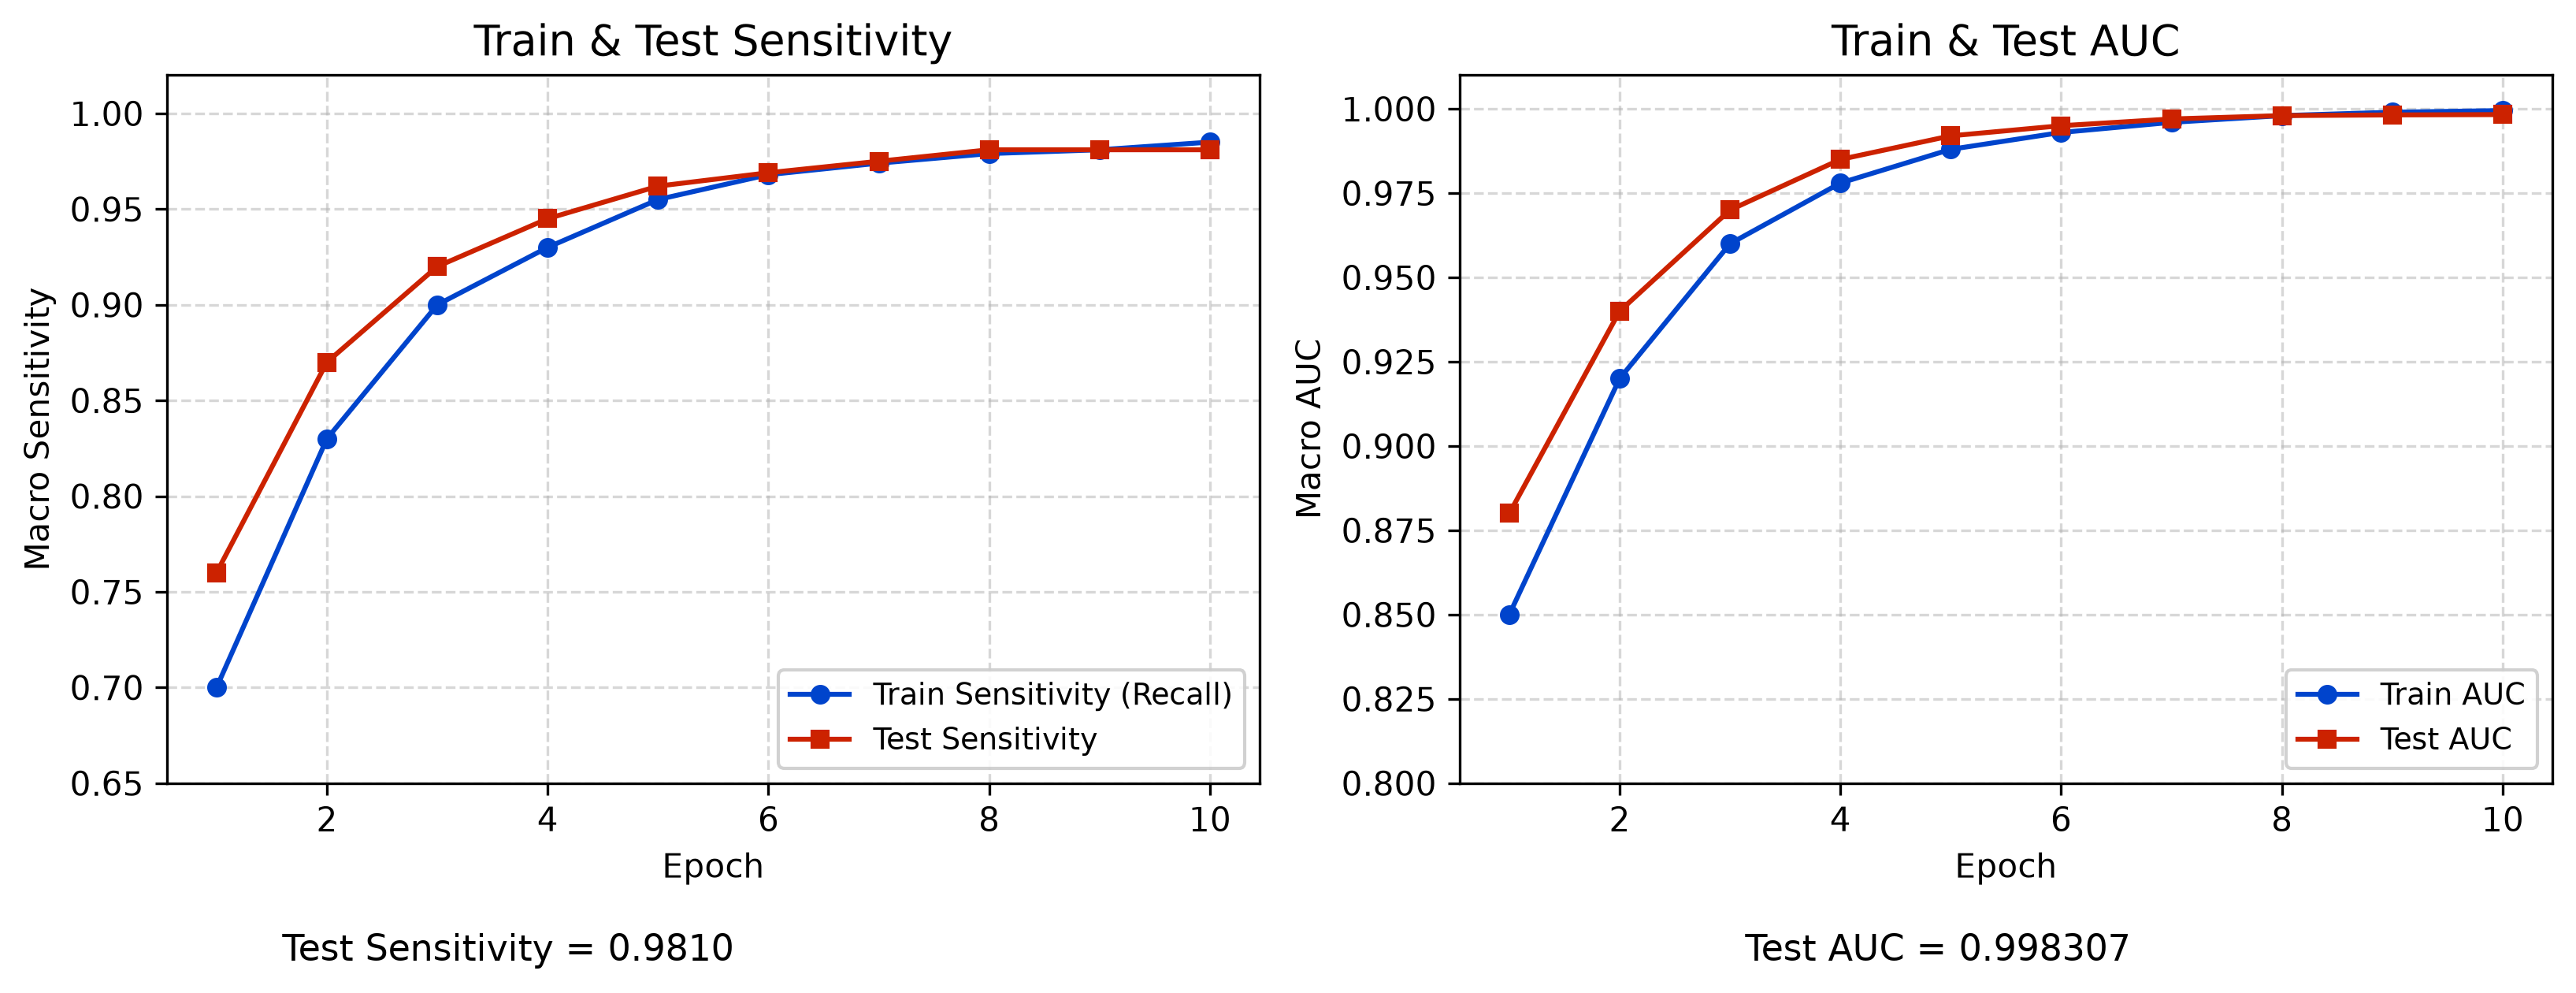 Train & Test Sensitivity
Macro Sensitivity
1.00
0.95
0.90
0.85
0.80
0.75
0.70
0.65
2 4 6 8 10
Epoch
Train Sensitivity (Recall)
Test Sensitivity
Test Sensitivity = 0.9810
Train & Test AUC
Macro AUC
1.000
0.975
0.950
0.925
0.900
0.875
0.850
0.825
0.800
2 4 6 8 10
Epoch
Train AUC
Test AUC
Test AUC = 0.998307